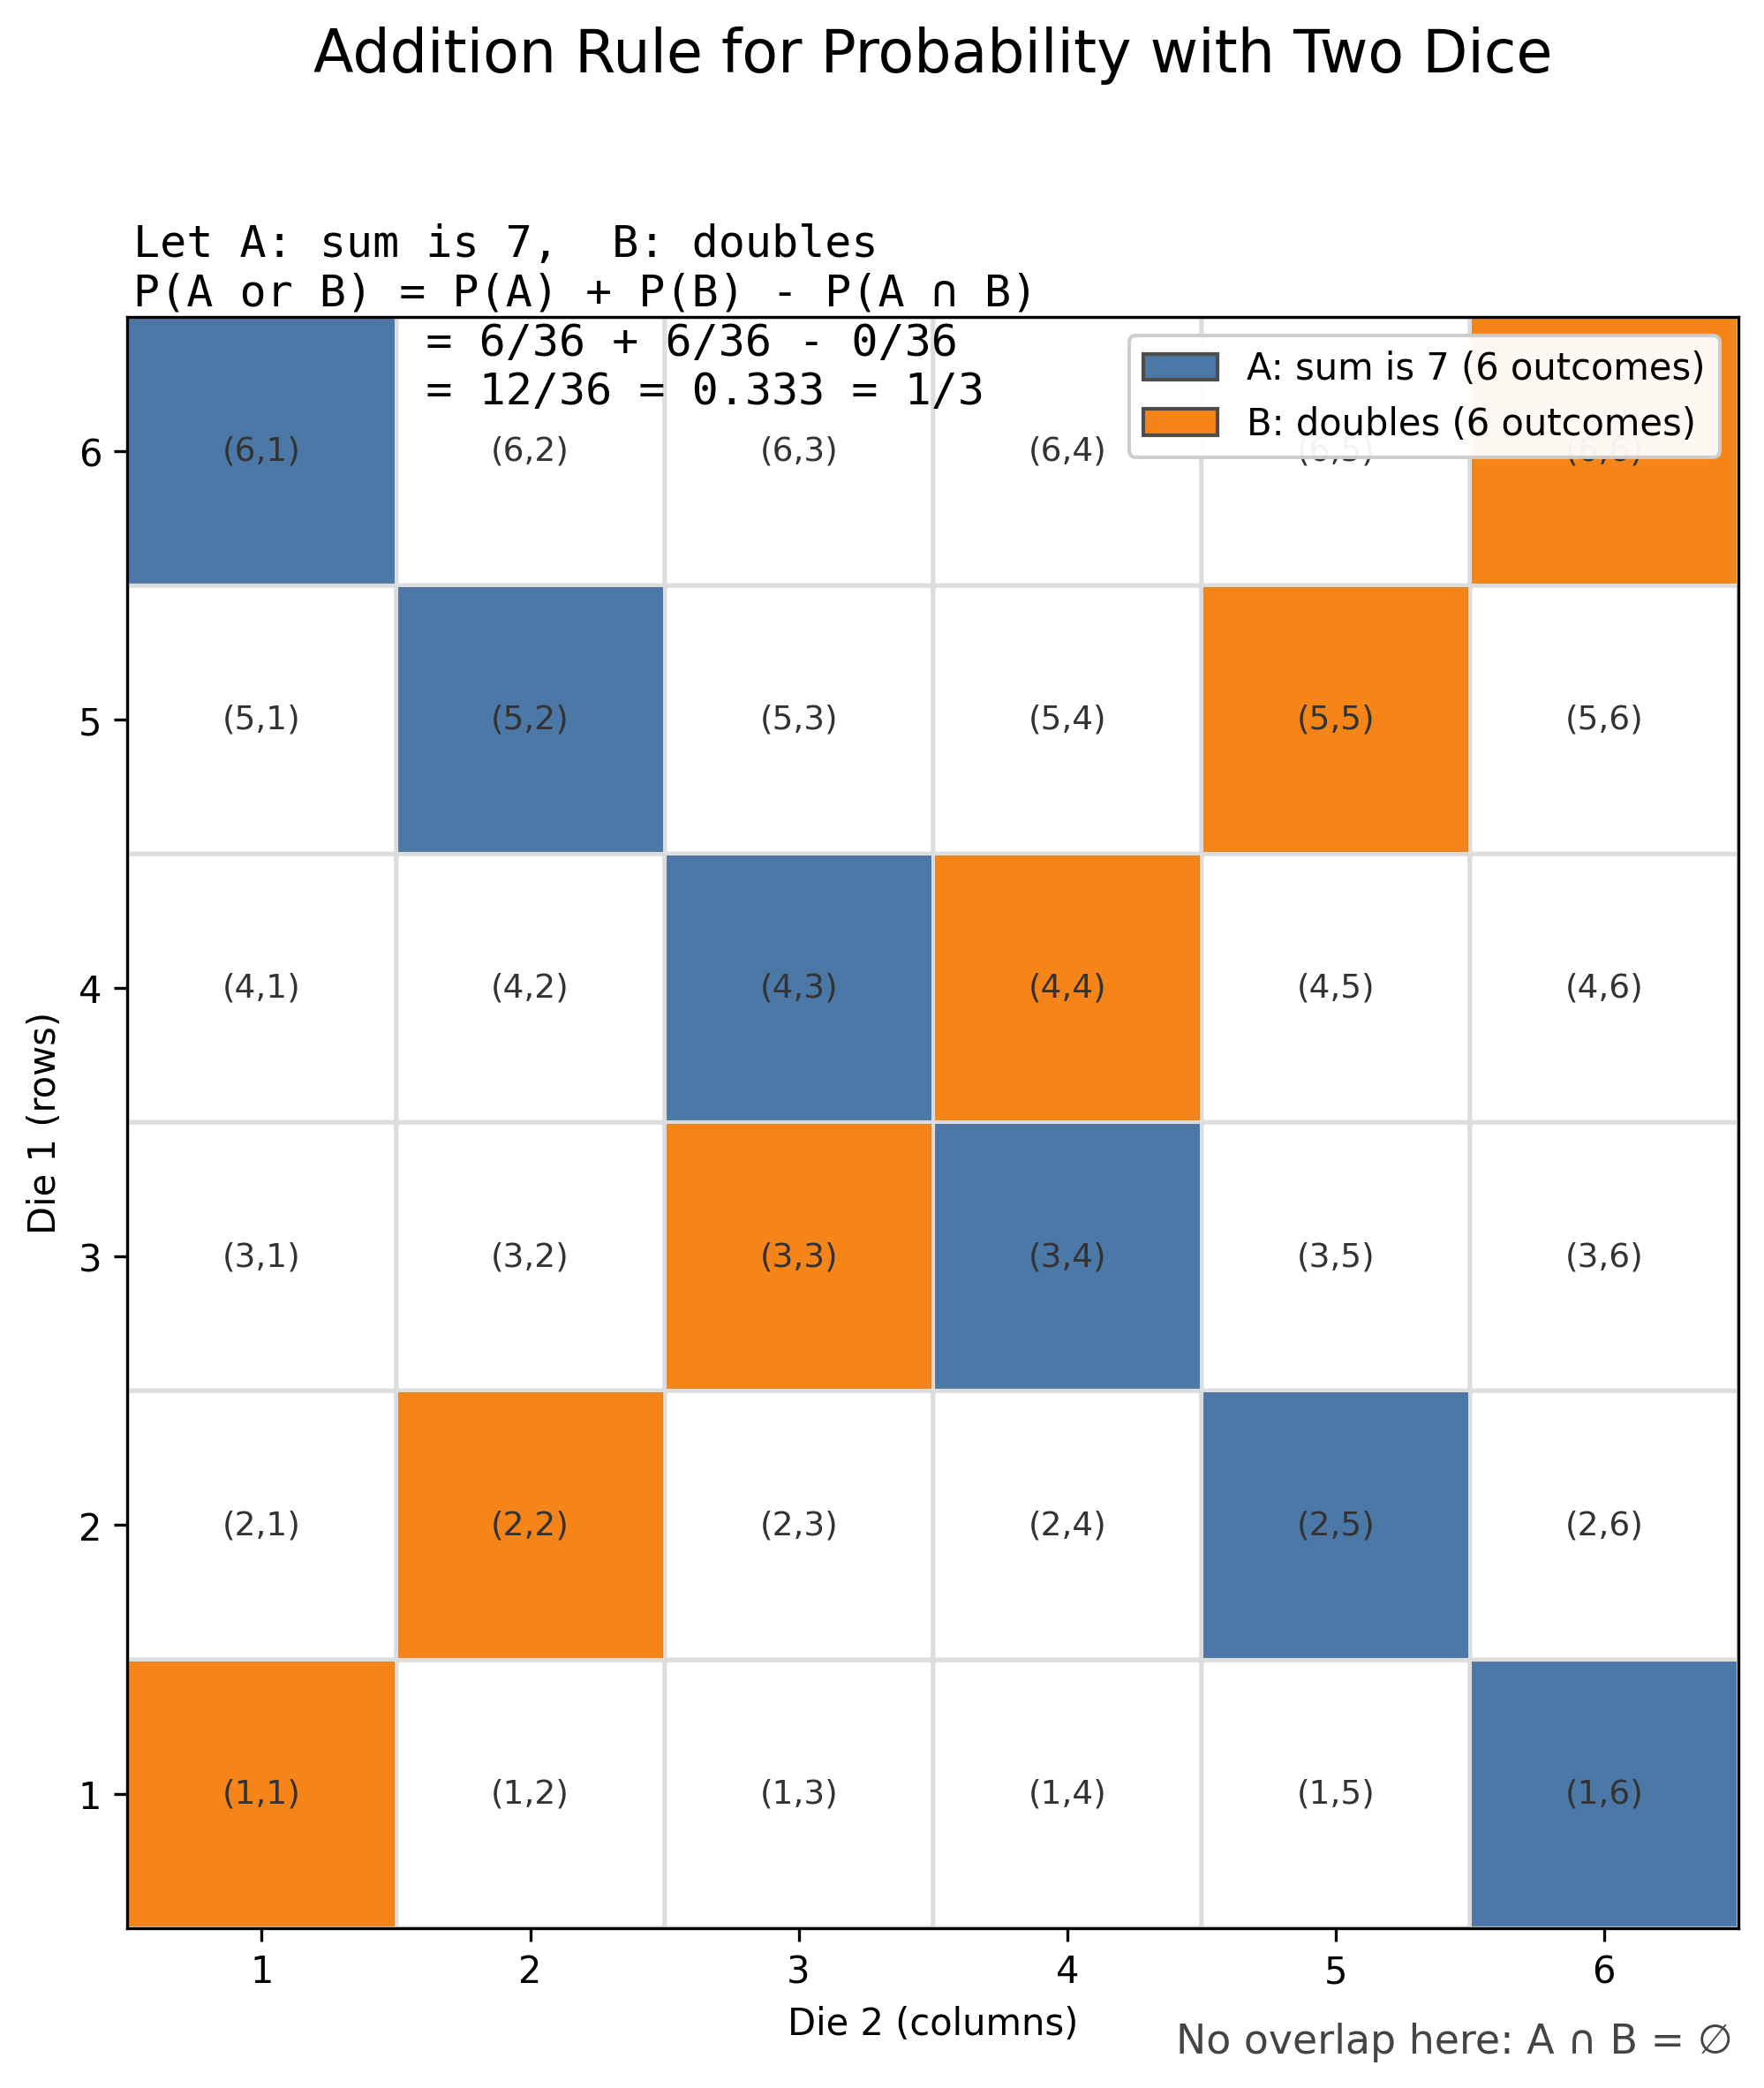 Addition Rule for Probability with Two Dice
Let A: sum is 7,  B: doubles
P(A or B) = P(A) + P(B) - P(A ∩ B)
= 6/36 + 6/36 - 0/36
= 12/36 = 0.333 = 1/3
A: sum is 7 (6 outcomes)
B: doubles (6 outcomes)
6 (6,1) (6,2) (6,3) (6,4) (6,5) (6,6)
5 (5,1) (5,2) (5,3) (5,4) (5,5) (5,6)
4 (4,1) (4,2) (4,3) (4,4) (4,5) (4,6)
3 (3,1) (3,2) (3,3) (3,4) (3,5) (3,6)
2 (2,1) (2,2) (2,3) (2,4) (2,5) (2,6)
1 (1,1) (1,2) (1,3) (1,4) (1,5) (1,6)
Die 1 (rows)
1 2 3 4 5 6
Die 2 (columns)
No overlap here: A ∩ B = ∅